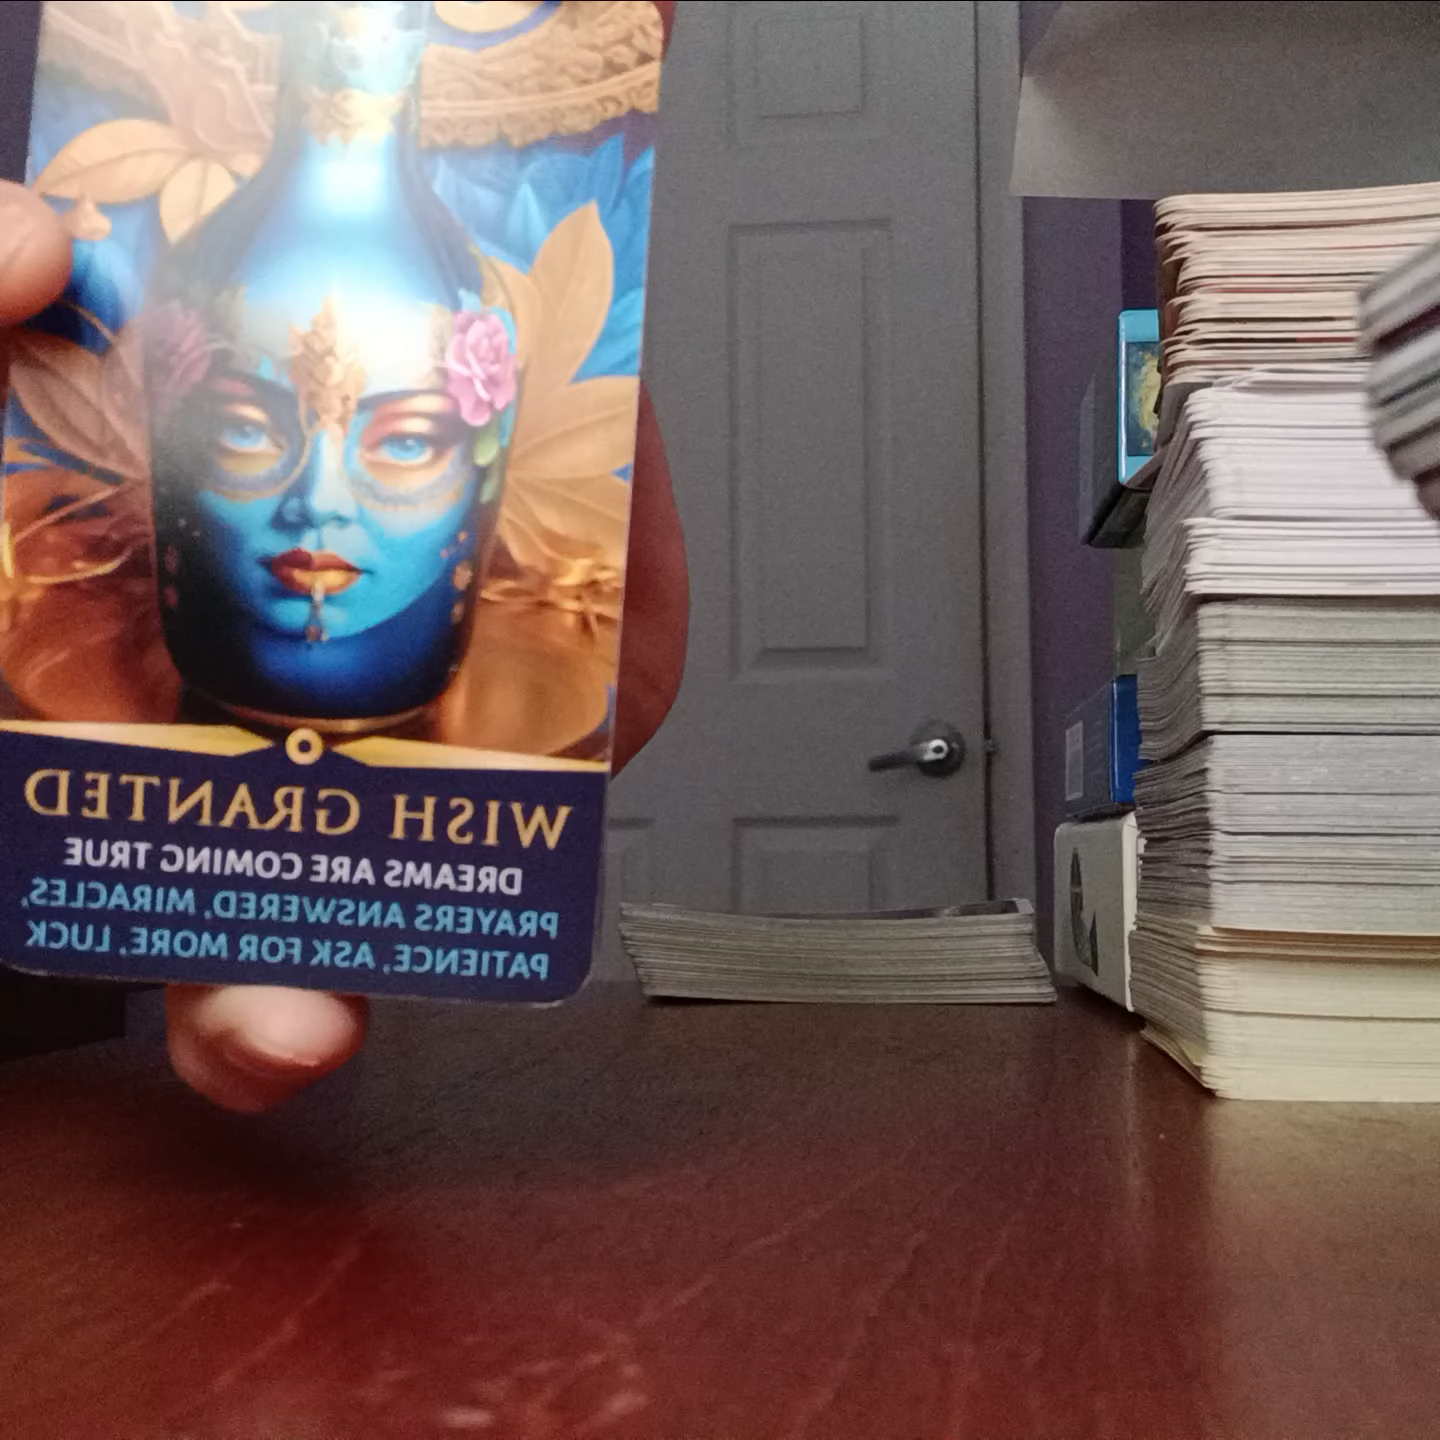 WISH GRANTED
DREAMS ARE COMING TRUE
PRAYERS ANSWERED, MIRACLES,
PATIENCE, ASK FOR MORE, LUCK